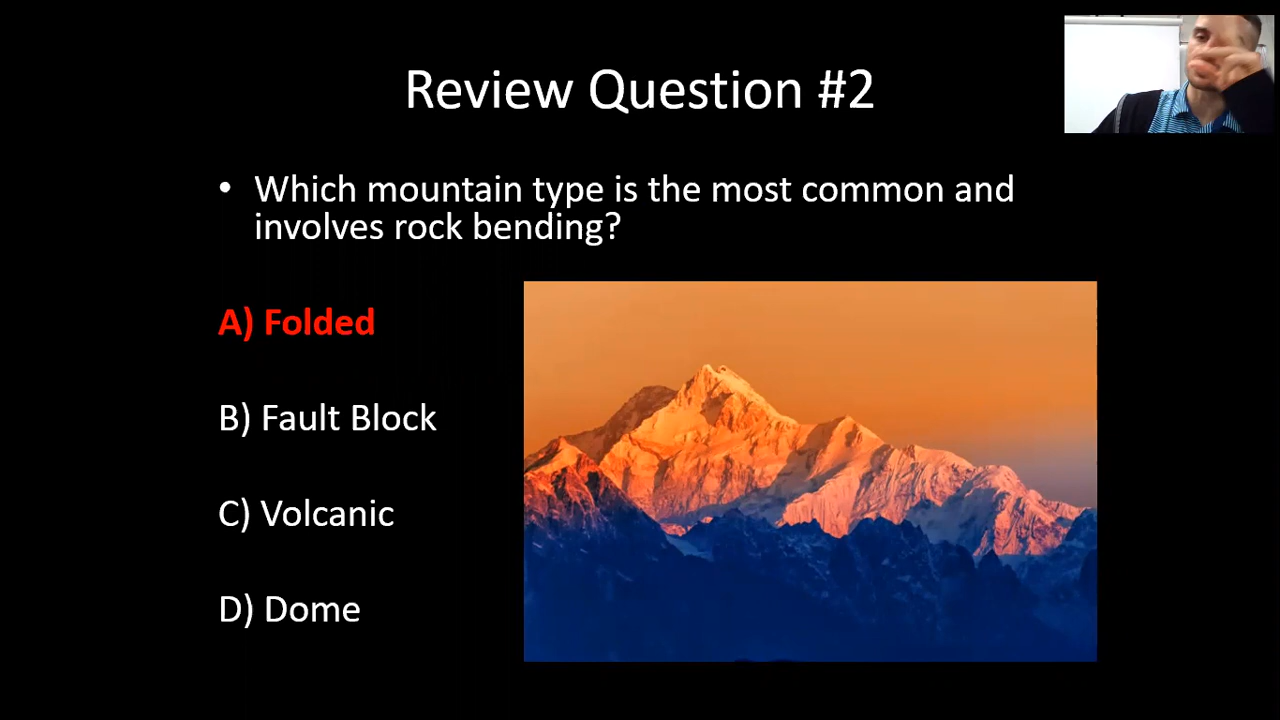 Review Question #2
• Which mountain type is the most common and
involves rock bending?
A) Folded
B) Fault Block
C) Volcanic
D) Dome